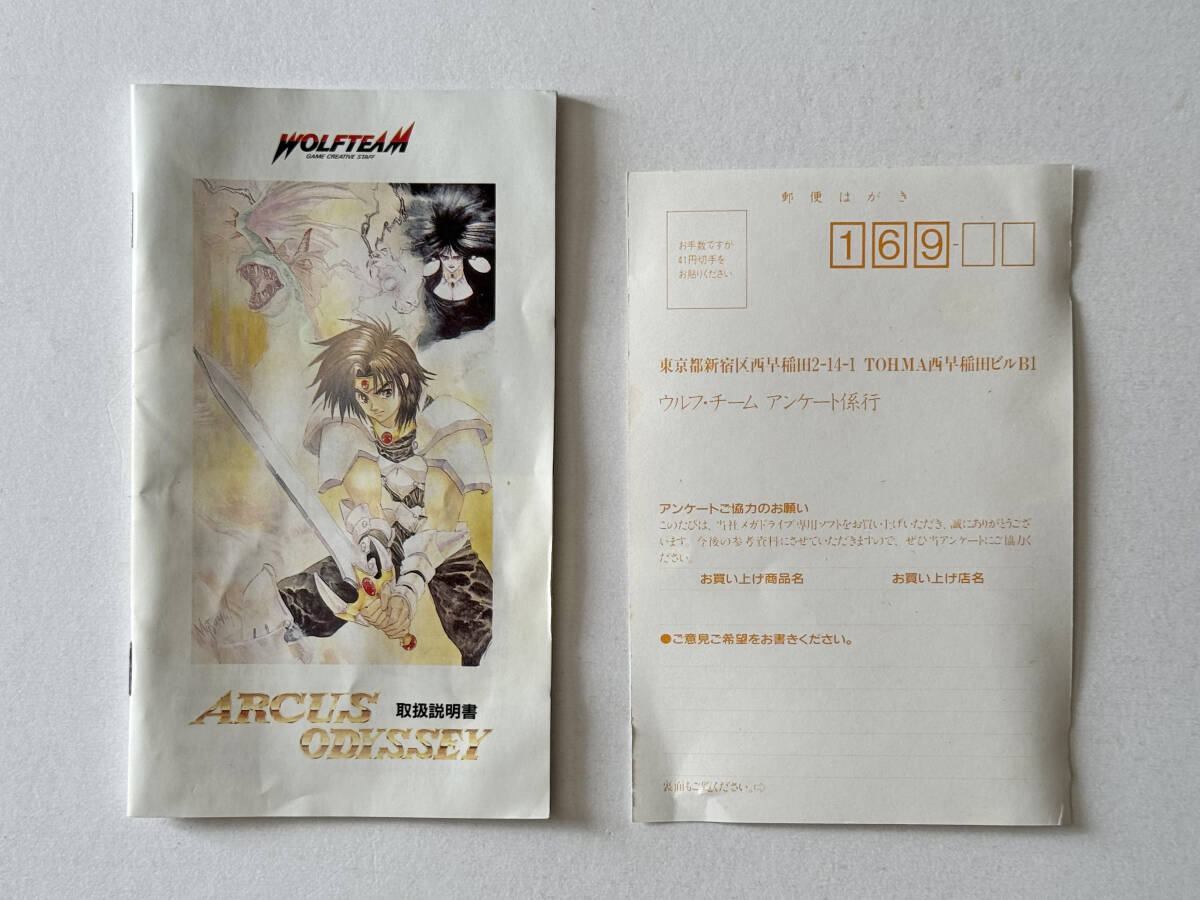 WOLFTEAM
GAME CREATIVE STAFF
ARCUS
ODYSSEY
取扱説明書
郵便はがき
お手数ですが
41円切手を
お貼りください
169-
東京都新宿区西早稲田2-14-1 TOHMA西早稲田ビルB1
ウルフ・チーム アンケート係行
アンケートご協力のお願い
このたびは、当社メガドライブ専用ソフトをお買い上げいただき、誠にありがとうござ
います。今後の参考資料にさせていただきますので、ぜひ当アンケートにご協力く
ださい。
お買い上げ商品名 お買い上げ店名
●ご意見ご希望をお書きください。
裏面もご覧ください。⇨